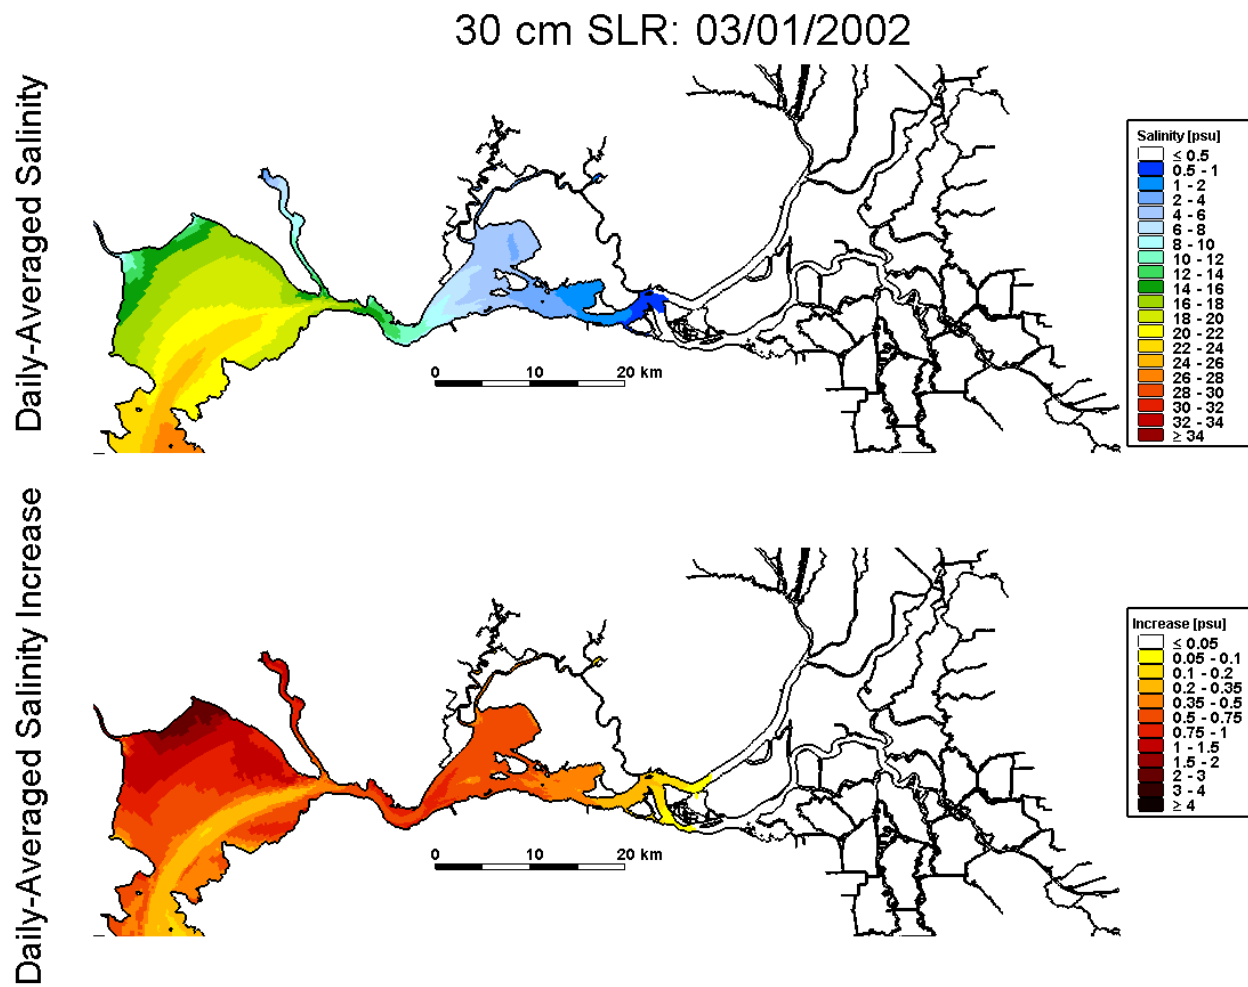 30 cm SLR: 03/01/2002
Daily-Averaged Salinity
Salinity [psu]
≤ 0.5
0.5 - 1
1 - 2
2 - 4
4 - 6
6 - 8
8 - 10
10 - 12
12 - 14
14 - 16
16 - 18
18 - 20
20 - 22
22 - 24
24 - 26
26 - 28
28 - 30
30 - 32
32 - 34
≥ 34
0 10 20 km
Daily-Averaged Salinity Increase
Increase [psu]
≤ 0.05
0.05 - 0.1
0.1 - 0.2
0.2 - 0.35
0.35 - 0.5
0.5 - 0.75
0.75 - 1
1 - 1.5
1.5 - 2
2 - 3
3 - 4
≥ 4
0 10 20 km